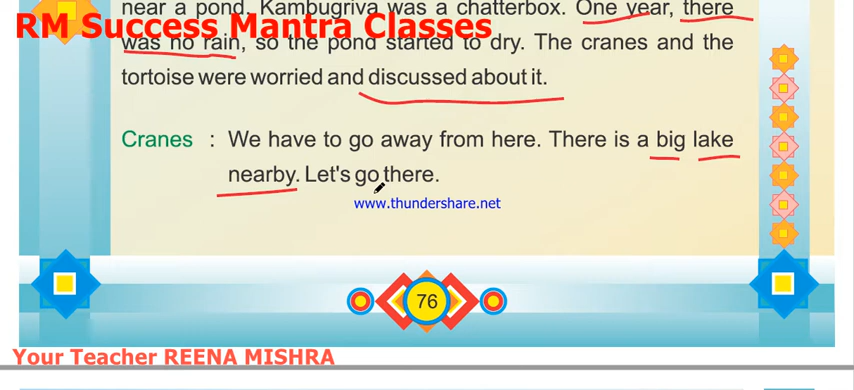 near a pond. Kambugriva was a chatterbox. One year, there
RM Success Mantra Classes
was no rain, so the pond started to dry. The cranes and the
tortoise were worried and discussed about it.
Cranes : We have to go away from here. There is a big lake
nearby. Let's go there.
www.thundershare.net
76
Your Teacher REENA MISHRA